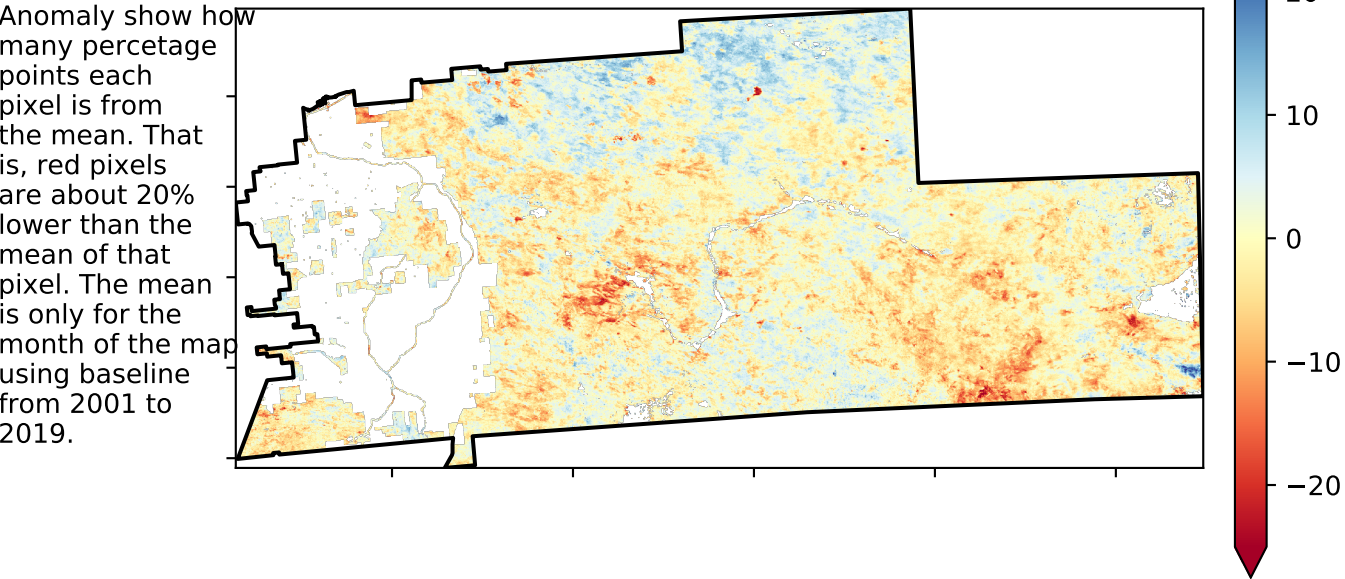 Anomaly show how
many percetage
points each
pixel is from
the mean. That
is, red pixels
are about 20%
lower than the
mean of that
pixel. The mean
is only for the
month of the map
using baseline
from 2001 to
2019.
10
0
−10
−20